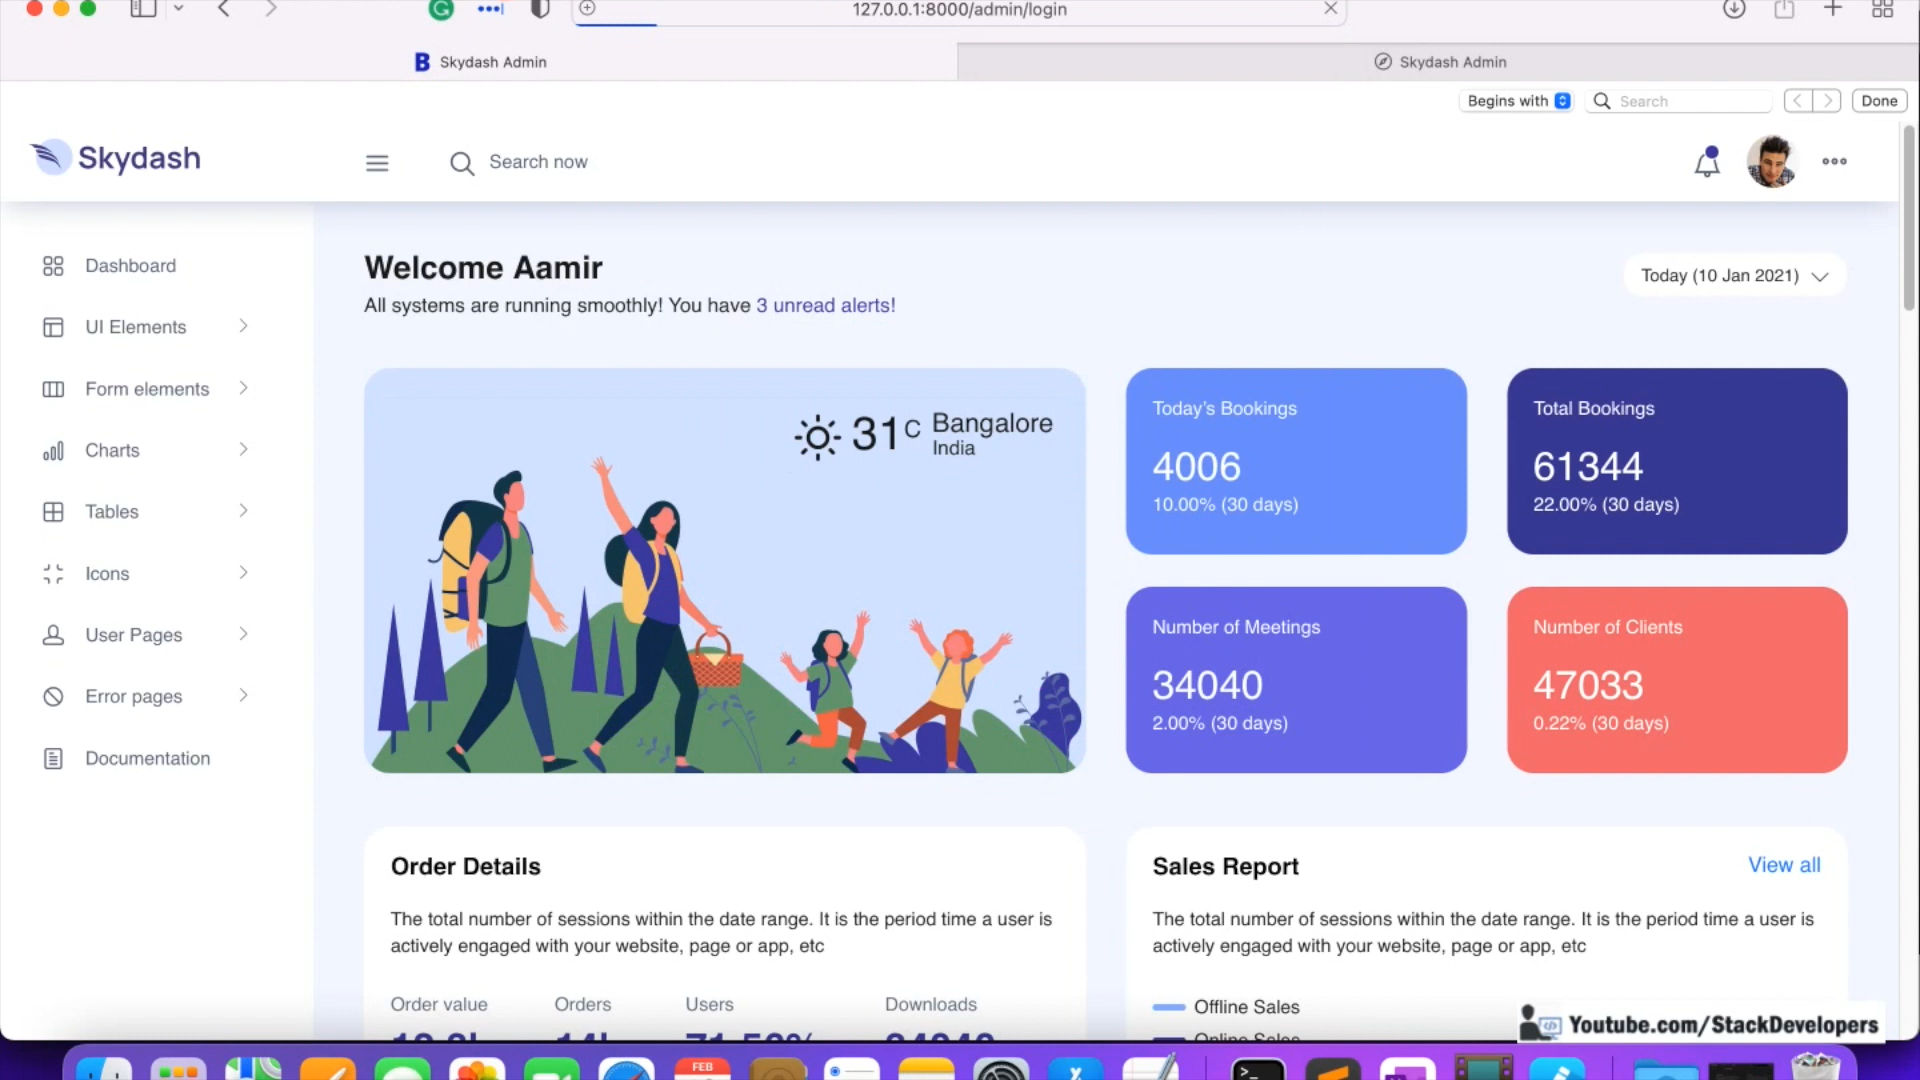 127.0.0.1:8000/admin/login
Skydash Admin
Skydash Admin
Begins with
Search
Done
Skydash
Search now
Dashboard
UI Elements
Form elements
Charts
Tables
Icons
User Pages
Error pages
Documentation
Welcome Aamir
All systems are running smoothly! You have 3 unread alerts!
Today (10 Jan 2021)
31 C Bangalore
India
Today's Bookings
4006
10.00% (30 days)
Total Bookings
61344
22.00% (30 days)
Number of Meetings
34040
2.00% (30 days)
Number of Clients
47033
0.22% (30 days)
Order Details
The total number of sessions within the date range. It is the period time a user is
actively engaged with your website, page or app, etc
Order value
Orders
Users
Downloads
Sales Report
View all
The total number of sessions within the date range. It is the period time a user is
actively engaged with your website, page or app, etc
Offline Sales
Online Sales
Youtube.com/StackDevelopers
FEB